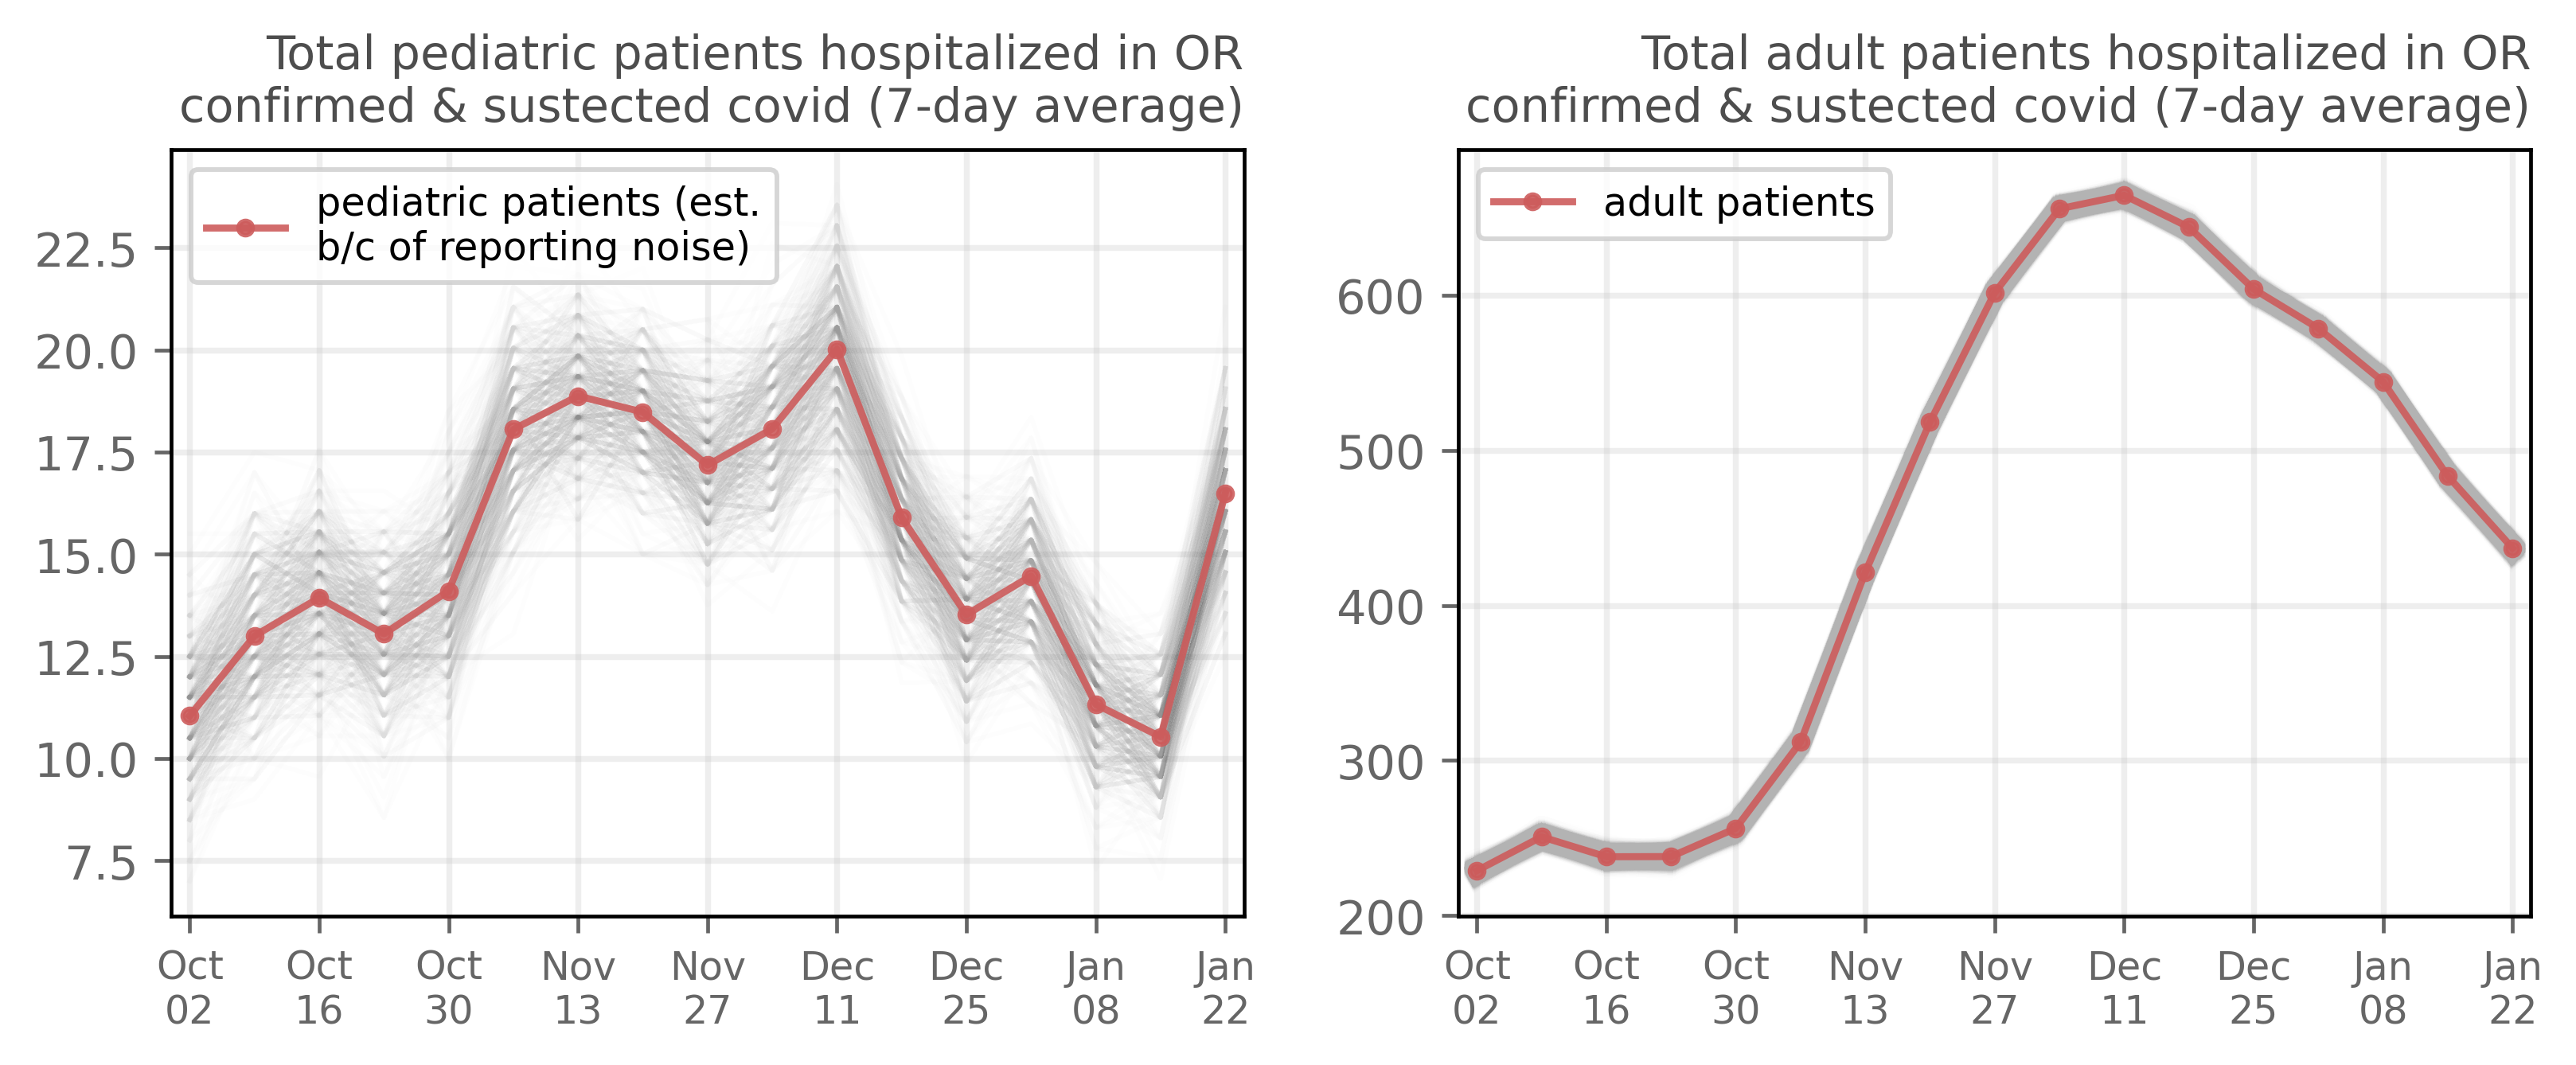 Total pediatric patients hospitalized in OR
confirmed & sustected covid (7-day average)
pediatric patients (est.
b/c of reporting noise)
22.5
20.0
17.5
15.0
12.5
10.0
7.5
Oct Oct Oct Nov Nov Dec Dec Jan Jan
02 16 30 13 27 11 25 08 22
Total adult patients hospitalized in OR
confirmed & sustected covid (7-day average)
adult patients
600
500
400
300
200
Oct Oct Oct Nov Nov Dec Dec Jan Jan
02 16 30 13 27 11 25 08 22